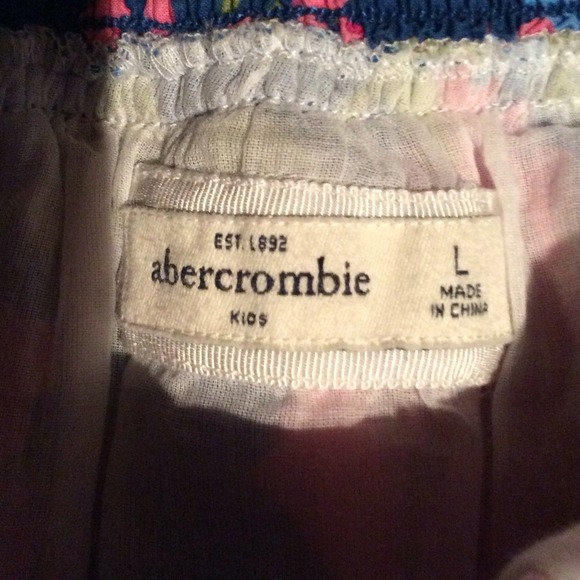 EST. 1892
abercrombie
KIDS
L
MADE
IN CHINA